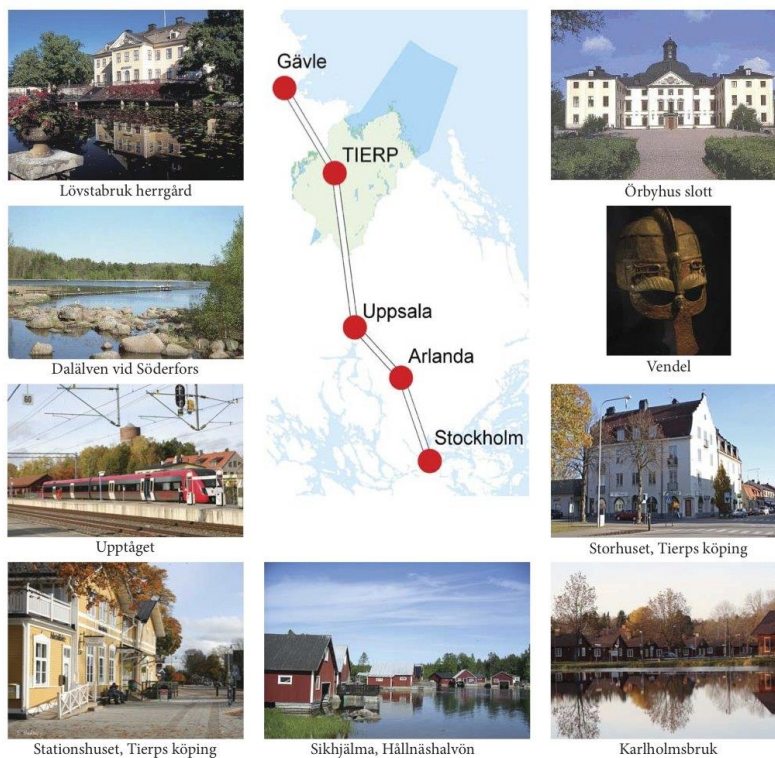 Lövstabruk herrgård
Gävle
TIERP
Uppsala
Arlanda
Stockholm
Örbyhus slott
Dalälven vid Söderfors
Vendel
60
Upptåget
Storhuset, Tierps köping
Stationshuset, Tierps köping
Sikhjälma, Hållnäshalvön
Karlholmsbruk